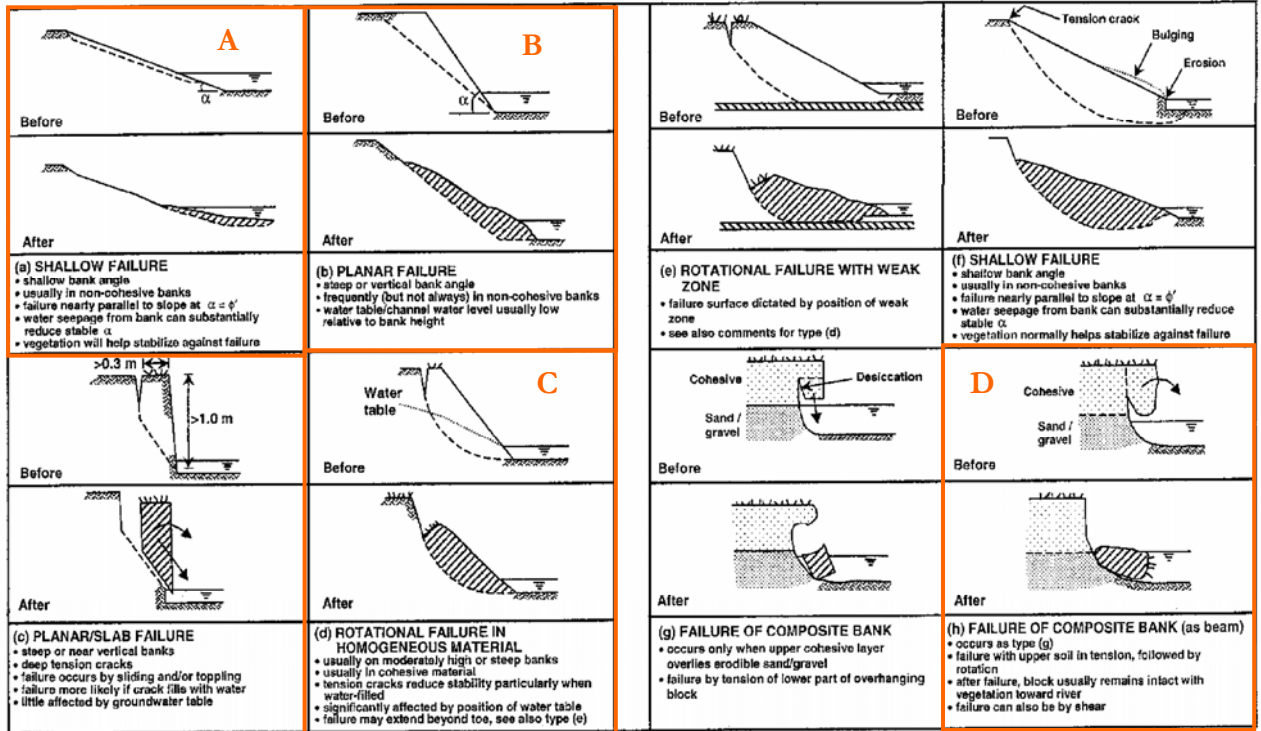 A
α
Before
After
(a) SHALLOW FAILURE
• shallow bank angle
• usually in non-cohesive banks
• failure nearly parallel to slope at α = ϕ'
• water seepage from bank can substantially
reduce stable α
• vegetation will help stabilize against failure
B
α
Before
After
(b) PLANAR FAILURE
• steep or vertical bank angle
• frequently (but not always) in non-cohesive banks
• water table/channel water level usually low
relative to bank height
>0.3 m
>1.0 m
Before
After
(c) PLANAR/SLAB FAILURE
• steep or near vertical banks
• deep tension cracks
• failure occurs by sliding and/or toppling
• failure more likely if crack fills with water
• little affected by groundwater table
C
Water
table
Before
After
(d) ROTATIONAL FAILURE IN
HOMOGENEOUS MATERIAL
• usually on moderately high or steep banks
• usually in cohesive material
• tension cracks reduce stability particularly when
water-filled
• significantly affected by position of water table
• failure may extend beyond toe, see also type (e)
Before
After
(e) ROTATIONAL FAILURE WITH WEAK
ZONE
• failure surface dictated by position of weak
zone
• see also comments for type (d)
Tension crack
Bulging
Erosion
Before
After
(f) SHALLOW FAILURE
• shallow bank angle
• usually in non-cohesive banks
• failure nearly parallel to slope at α = ϕ'
• water seepage from bank can substantially reduce
stable α
• vegetation normally helps stabilize against failure
Cohesive
Desiccation
Sand /
gravel
Before
After
(g) FAILURE OF COMPOSITE BANK
• occurs only when upper cohesive layer
overlies erodible sand/gravel
• failure by tension of lower part of overhanging
block
D
Cohesive
Sand /
gravel
Before
After
(h) FAILURE OF COMPOSITE BANK (as beam)
• occurs as type (g)
• failure with upper soil in tension, followed by
rotation
• after failure, block usually remains intact with
vegetation toward river
• failure can also be by shear